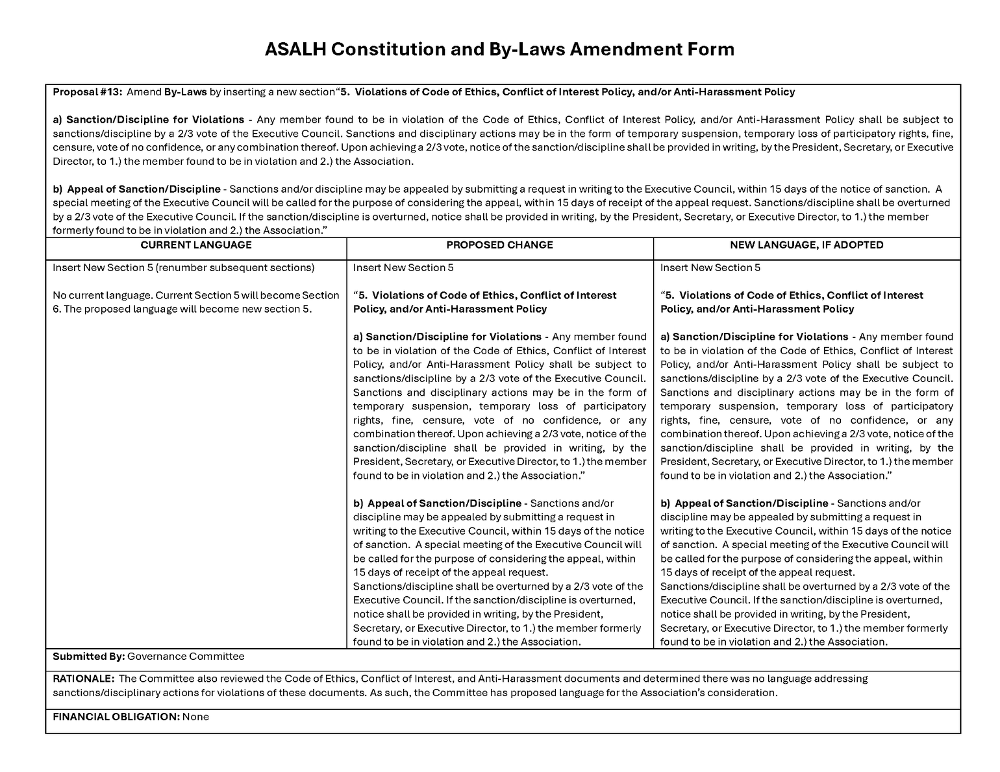 ASALH Constitution and By-Laws Amendment Form
Proposal #13: Amend By-Laws by inserting a new section“5. Violations of Code of Ethics, Conflict of Interest Policy, and/or Anti-Harassment Policy
a) Sanction/Discipline for Violations - Any member found to be in violation of the Code of Ethics, Conflict of Interest Policy, and/or Anti-Harassment Policy shall be subject to
sanctions/discipline by a 2/3 vote of the Executive Council. Sanctions and disciplinary actions may be in the form of temporary suspension, temporary loss of participatory rights, fine,
censure, vote of no confidence, or any combination thereof. Upon achieving a 2/3 vote, notice of the sanction/discipline shall be provided in writing, by the President, Secretary, or Executive
Director, to 1.) the member found to be in violation and 2.) the Association.
b) Appeal of Sanction/Discipline - Sanctions and/or discipline may be appealed by submitting a request in writing to the Executive Council, within 15 days of the notice of sanction. A
special meeting of the Executive Council will be called for the purpose of considering the appeal, within 15 days of receipt of the appeal request. Sanctions/discipline shall be overturned
by a 2/3 vote of the Executive Council. If the sanction/discipline is overturned, notice shall be provided in writing, by the President, Secretary, or Executive Director, to 1.) the member
formerly found to be in violation and 2.) the Association.”
CURRENT LANGUAGE
Insert New Section 5 (renumber subsequent sections)
No current language. Current Section 5 will become Section
6. The proposed language will become new section 5.
PROPOSED CHANGE
Insert New Section 5
“5. Violations of Code of Ethics, Conflict of Interest
Policy, and/or Anti-Harassment Policy
a) Sanction/Discipline for Violations - Any member found
to be in violation of the Code of Ethics, Conflict of Interest
Policy, and/or Anti-Harassment Policy shall be subject to
sanctions/discipline by a 2/3 vote of the Executive Council.
Sanctions and disciplinary actions may be in the form of
temporary suspension, temporary loss of participatory
rights, fine, censure, vote of no confidence, or any
combination thereof. Upon achieving a 2/3 vote, notice of the
sanction/discipline shall be provided in writing, by the
President, Secretary, or Executive Director, to 1.) the member
found to be in violation and 2.) the Association.”
b) Appeal of Sanction/Discipline - Sanctions and/or
discipline may be appealed by submitting a request in
writing to the Executive Council, within 15 days of the notice
of sanction. A special meeting of the Executive Council will
be called for the purpose of considering the appeal, within
15 days of receipt of the appeal request.
Sanctions/discipline shall be overturned by a 2/3 vote of the
Executive Council. If the sanction/discipline is overturned,
notice shall be provided in writing, by the President,
Secretary, or Executive Director, to 1.) the member formerly
found to be in violation and 2.) the Association.
NEW LANGUAGE, IF ADOPTED
Insert New Section 5
“5. Violations of Code of Ethics, Conflict of Interest
Policy, and/or Anti-Harassment Policy
a) Sanction/Discipline for Violations - Any member found
to be in violation of the Code of Ethics, Conflict of Interest
Policy, and/or Anti-Harassment Policy shall be subject to
sanctions/discipline by a 2/3 vote of the Executive Council.
Sanctions and disciplinary actions may be in the form of
temporary suspension, temporary loss of participatory
rights, fine, censure, vote of no confidence, or any
combination thereof. Upon achieving a 2/3 vote, notice of the
sanction/discipline shall be provided in writing, by the
President, Secretary, or Executive Director, to 1.) the member
found to be in violation and 2.) the Association.”
b) Appeal of Sanction/Discipline - Sanctions and/or
discipline may be appealed by submitting a request in
writing to the Executive Council, within 15 days of the notice
of sanction. A special meeting of the Executive Council will
be called for the purpose of considering the appeal, within
15 days of receipt of the appeal request.
Sanctions/discipline shall be overturned by a 2/3 vote of the
Executive Council. If the sanction/discipline is overturned,
notice shall be provided in writing, by the President,
Secretary, or Executive Director, to 1.) the member formerly
found to be in violation and 2.) the Association.
Submitted By: Governance Committee
RATIONALE: The Committee also reviewed the Code of Ethics, Conflict of Interest, and Anti-Harassment documents and determined there was no language addressing
sanctions/disciplinary actions for violations of these documents. As such, the Committee has proposed language for the Association’s consideration.
FINANCIAL OBLIGATION: None